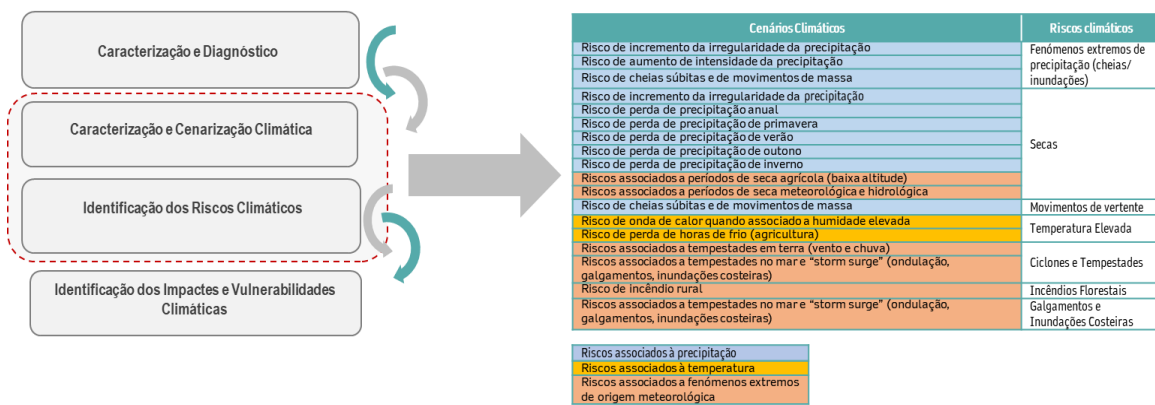 Caracterização e Diagnóstico
Caracterização e Cenarização Climática
Identificação dos Riscos Climáticos
Identificação dos Impactes e Vulnerabilidades
Climáticas
Cenários Climáticos
Riscos climáticos
Risco de incremento da irregularidade da precipitação
Risco de aumento de intensidade da precipitação
Risco de cheias súbitas e de movimentos de massa
Fenómenos extremos de
precipitação (cheias/
inundações)
Risco de incremento da irregularidade da precipitação
Risco de perda de precipitação anual
Risco de perda de precipitação de primavera
Risco de perda de precipitação de verão
Risco de perda de precipitação de outono
Risco de perda de precipitação de inverno
Riscos associados a períodos de seca agrícola (baixa altitude)
Riscos associados a períodos de seca meteorológica e hidrológica
Secas
Risco de cheias súbitas e de movimentos de massa
Movimentos de vertente
Risco de onda de calor quando associado a humidade elevada
Risco de perda de horas de frio (agricultura)
Temperatura Elevada
Riscos associados a tempestades em terra (vento e chuva)
Riscos associados a tempestades no mar e “storm surge” (ondulação,
galgamentos, inundações costeiras)
Ciclones e Tempestades
Risco de incêndio rural
Incêndios Florestais
Riscos associados a tempestades no mar e “storm surge” (ondulação,
galgamentos, inundações costeiras)
Galgamentos e
Inundações Costeiras
Riscos associados à precipitação
Riscos associados à temperatura
Riscos associados a fenómenos extremos
de origem meteorológica